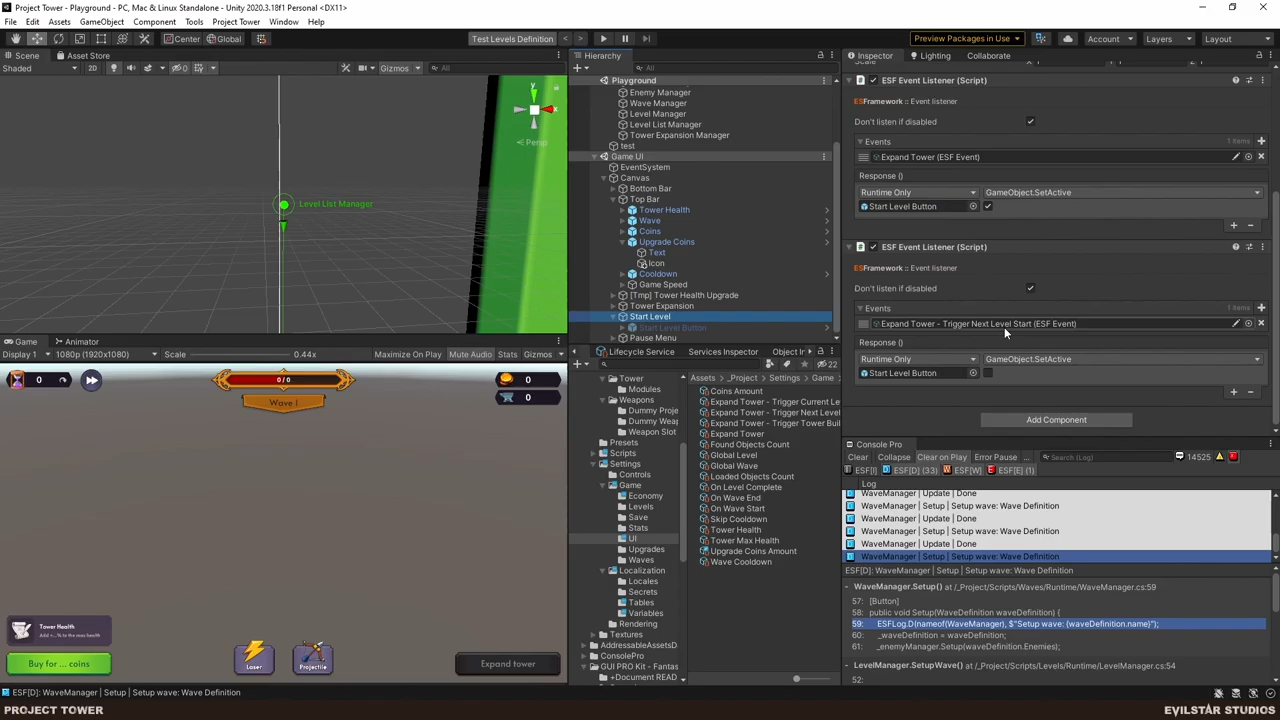 Project Tower - Playground - PC, Mac & Linux Standalone - Unity 2020.3.18f1 Personal <DX11>
File Edit Assets GameObject Component Tools Project Tower Window Help
Center Global
Test Levels Definition
Preview Packages in Use
Account
Layers
Layout
Scene Asset Store
Shaded
2D
0
Gizmos
All
y
Persp
Level List Manager
Game Animator
Display 1
1080p (1920x1080)
Scale
0.44x
Maximize On Play
Mute Audio
Stats
Gizmos
0
0 / 0
Wave 1
0
0
Tower Health
Buy for ... coins
Laser
Projectile
Expand tower
Hierarchy
All
Playground
Enemy Manager
Wave Manager
Level Manager
Level List Manager
Tower Expansion Manager
test
Game UI
EventSystem
Canvas
Bottom Bar
Top Bar
Tower Health
Wave
Coins
Upgrade Coins
Text
Icon
Cooldown
Game Speed
[Tmp] Tower Health Upgrade
Tower Expansion
Start Level
Start Level Button
Pause Menu
Lifecycle Service
Services Inspector
Object In
22
Tower
Modules
Weapons
Dummy Proje
Dummy Weap
Weapon Slot
Presets
Scripts
Settings
Controls
Game
Economy
Levels
Save
Stats
UI
Upgrades
Waves
Localization
Locales
Secrets
Tables
Variables
Rendering
Textures
AddressableAssetsD
ConsolePro
GUI PRO Kit - Fantas
+Document READ
Assets > _Project > Settings > Game
Coins Amount
Expand Tower - Trigger Current Le
Expand Tower - Trigger Next Level
Expand Tower - Trigger Tower Buil
Expand Tower
Found Objects Count
Global Level
Global Wave
Loaded Objects Count
On Level Complete
On Wave End
On Wave Start
Skip Cooldown
Tower Health
Tower Max Health
Upgrade Coins Amount
Wave Cooldown
Inspector
Lighting
Collaborate
ESF Event Listener (Script)
ESFramework :: Event listener
Don't listen if disabled
Events
1 items
Expand Tower (ESF Event)
Response ()
Runtime Only
GameObject.SetActive
Start Level Button
ESF Event Listener (Script)
ESFramework :: Event listener
Don't listen if disabled
Events
1 items
Expand Tower - Trigger Next Level Start (ESF Event)
Response ()
Runtime Only
GameObject.SetActive
Start Level Button
Add Component
Console Pro
Clear
Collapse
Clear on Play
Error Pause
Search (Log)
14525
ESF[I]
ESF[D] (33)
ESF[W]
ESF[E] (1)
Log
WaveManager | Update | Done
WaveManager | Setup | Setup wave: Wave Definition
WaveManager | Update | Done
WaveManager | Setup | Setup wave: Wave Definition
WaveManager | Update | Done
WaveManager | Setup | Setup wave: Wave Definition
ESF[D]: WaveManager | Setup | Setup wave: Wave Definition
WaveManager.Setup() at /_Project/Scripts/Waves/Runtime/WaveManager.cs:59
57: [Button]
58: public void Setup(WaveDefinition waveDefinition) {
59: ESFLog.D(nameof(WaveManager), $"Setup wave: {waveDefinition.name}");
60: _waveDefinition = waveDefinition;
61: _enemyManager.Setup(waveDefinition.Enemies);
LevelManager.SetupWave() at /_Project/Scripts/Levels/Runtime/LevelManager.cs:54
52:
ESF[D]: WaveManager | Setup | Setup wave: Wave Definition
PROJECT TOWER
EVILSTAR STUDIOS